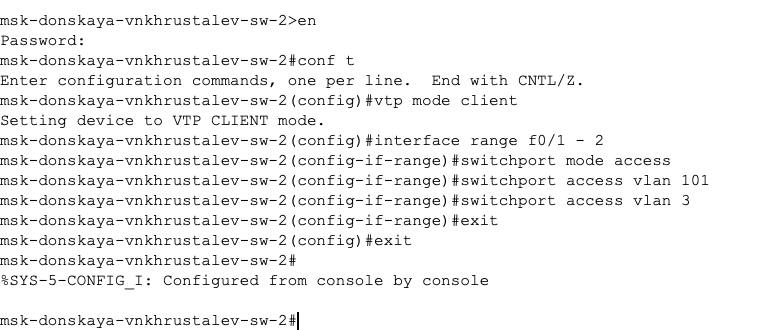 msk-donskaya-vnkhrustalev-sw-2>en
Password:
msk-donskaya-vnkhrustalev-sw-2#conf t
Enter configuration commands, one per line.  End with CNTL/Z.
msk-donskaya-vnkhrustalev-sw-2(config)#vtp mode client
Setting device to VTP CLIENT mode.
msk-donskaya-vnkhrustalev-sw-2(config)#interface range f0/1 - 2
msk-donskaya-vnkhrustalev-sw-2(config-if-range)#switchport mode access
msk-donskaya-vnkhrustalev-sw-2(config-if-range)#switchport access vlan 101
msk-donskaya-vnkhrustalev-sw-2(config-if-range)#switchport access vlan 3
msk-donskaya-vnkhrustalev-sw-2(config-if-range)#exit
msk-donskaya-vnkhrustalev-sw-2(config)#exit
msk-donskaya-vnkhrustalev-sw-2#
%SYS-5-CONFIG_I: Configured from console by console
msk-donskaya-vnkhrustalev-sw-2#